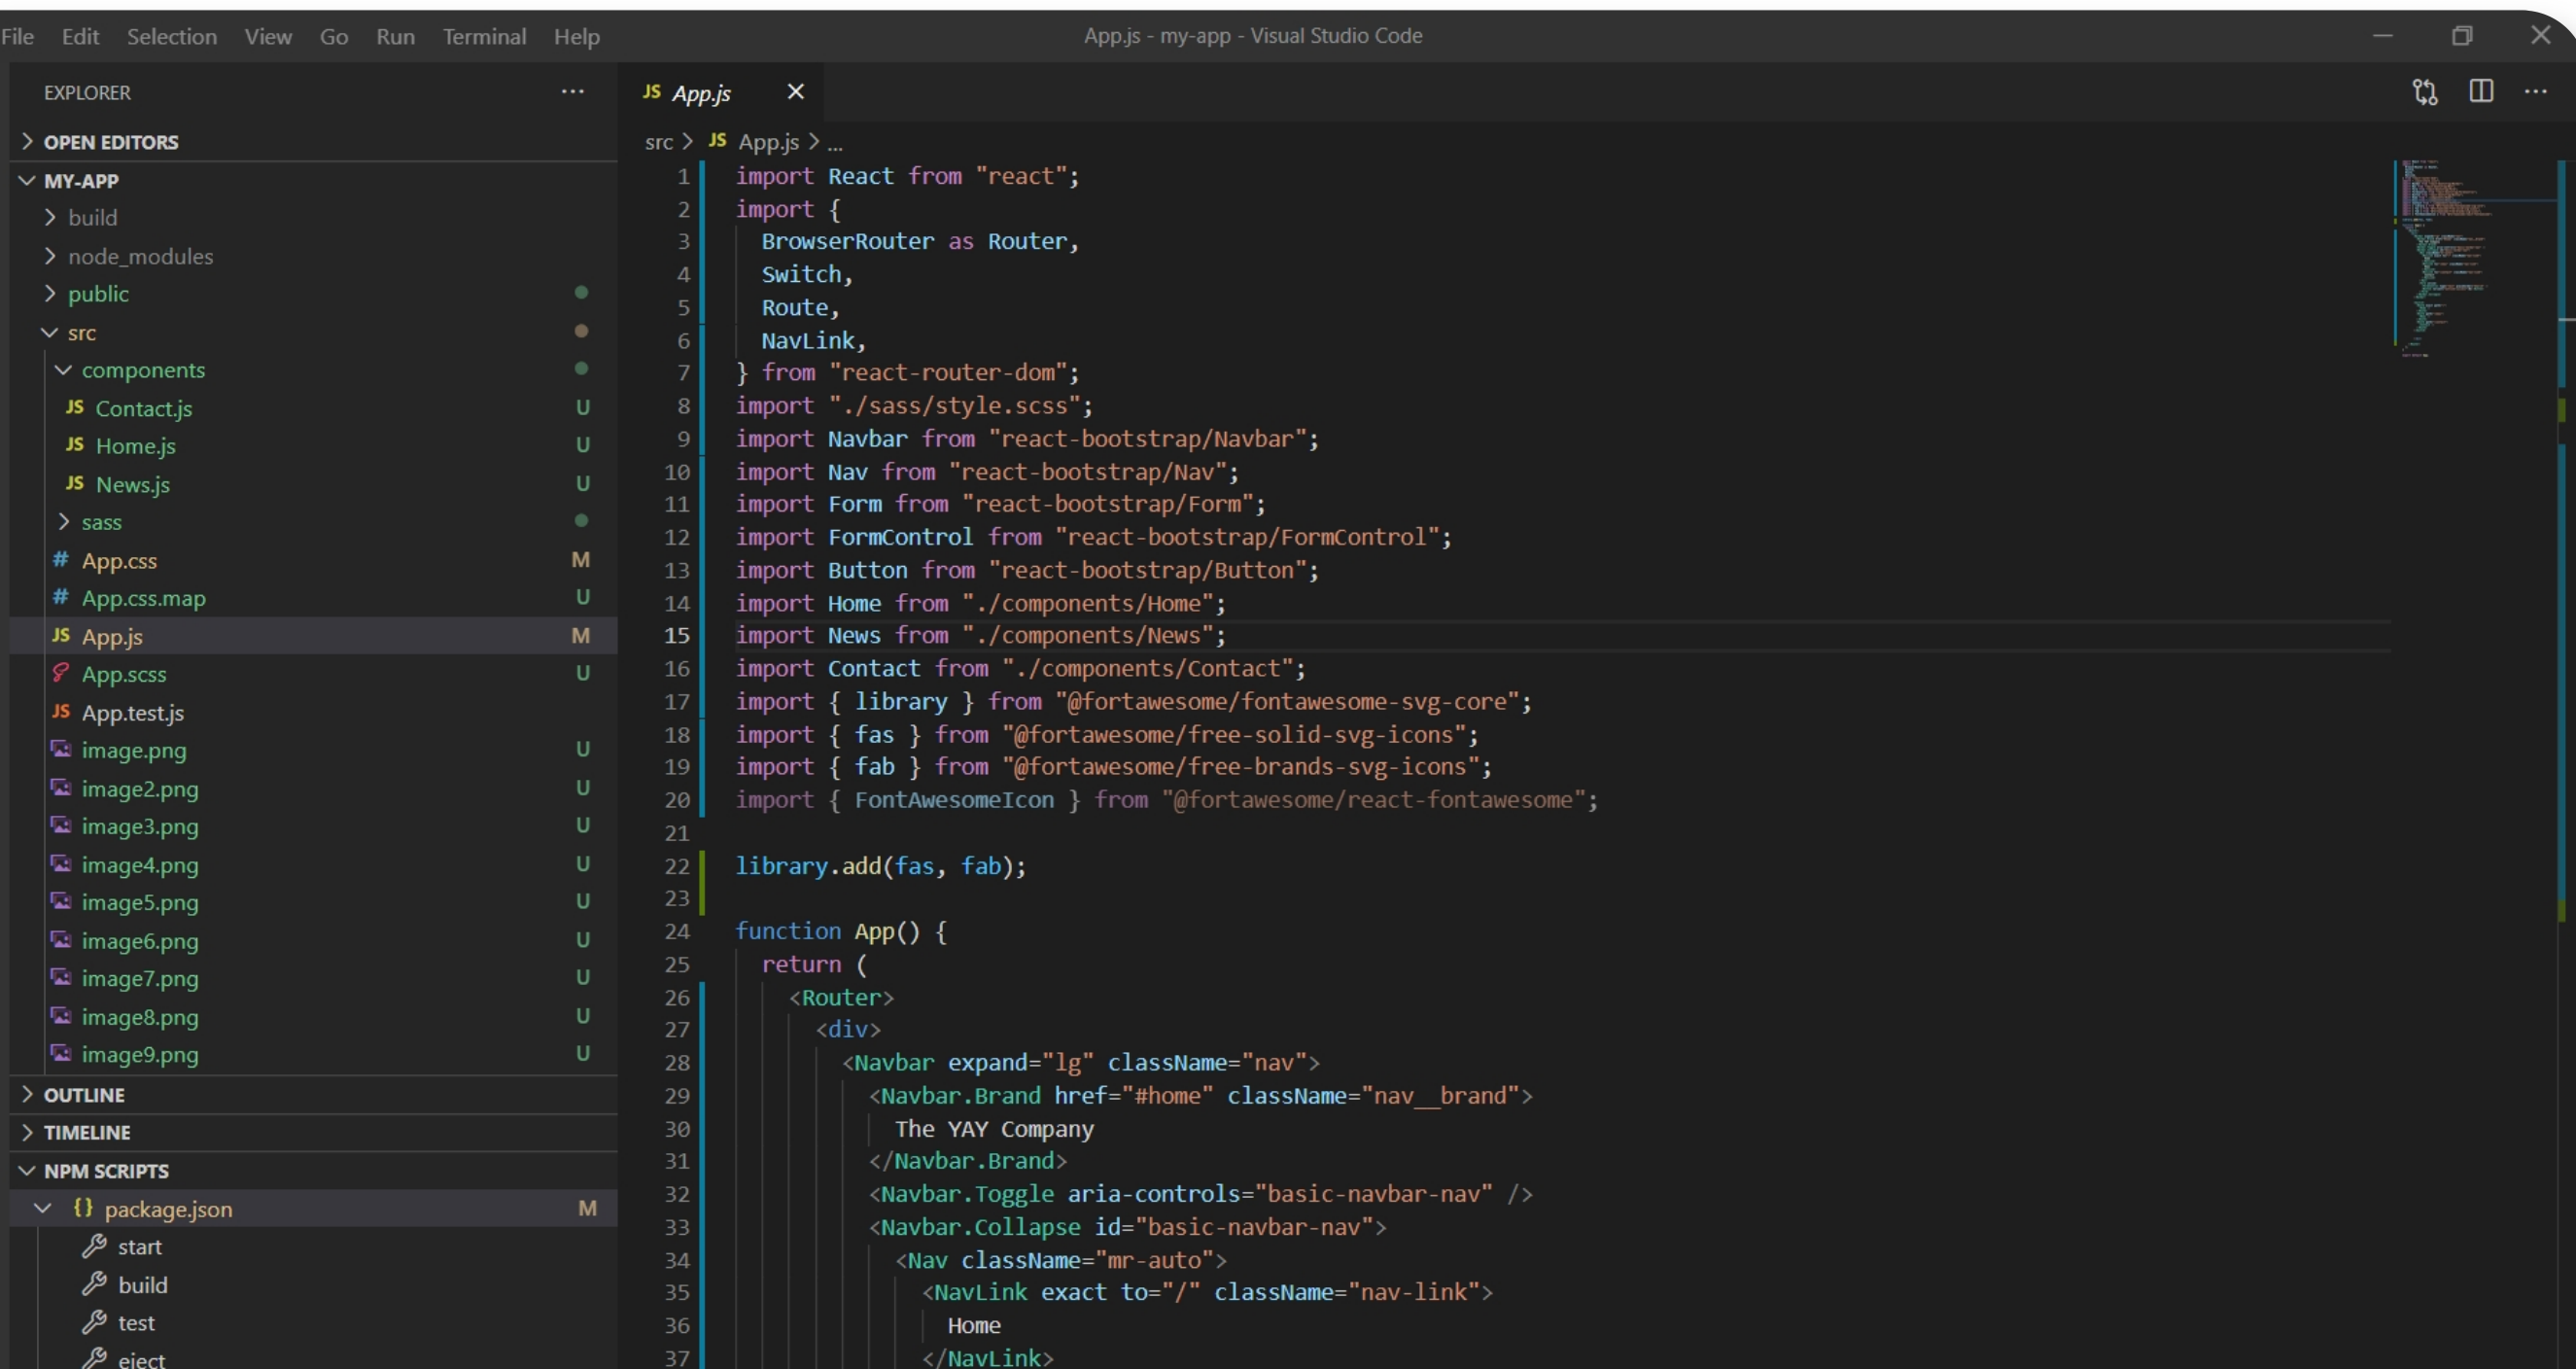 File Edit Selection View Go Run Terminal Help
App.js - my-app - Visual Studio Code
EXPLORER
OPEN EDITORS
MY-APP
build
node_modules
public
src
components
JS Contact.js U
JS Home.js U
JS News.js U
sass
# App.css M
# App.css.map U
JS App.js M
App.scss U
JS App.test.js
image.png U
image2.png U
image3.png U
image4.png U
image5.png U
image6.png U
image7.png U
image8.png U
image9.png U
OUTLINE
TIMELINE
NPM SCRIPTS
{} package.json M
start
build
test
eject
JS App.js
src > JS App.js > ...
1 import React from "react";
2 import {
3 BrowserRouter as Router,
4 Switch,
5 Route,
6 NavLink,
7 } from "react-router-dom";
8 import "./sass/style.scss";
9 import Navbar from "react-bootstrap/Navbar";
10 import Nav from "react-bootstrap/Nav";
11 import Form from "react-bootstrap/Form";
12 import FormControl from "react-bootstrap/FormControl";
13 import Button from "react-bootstrap/Button";
14 import Home from "./components/Home";
15 import News from "./components/News";
16 import Contact from "./components/Contact";
17 import { library } from "@fortawesome/fontawesome-svg-core";
18 import { fas } from "@fortawesome/free-solid-svg-icons";
19 import { fab } from "@fortawesome/free-brands-svg-icons";
20 import { FontAwesomeIcon } from "@fortawesome/react-fontawesome";
21
22 library.add(fas, fab);
23
24 function App() {
25 return (
26 <Router>
27 <div>
28 <Navbar expand="lg" className="nav">
29 <Navbar.Brand href="#home" className="nav__brand">
30 The YAY Company
31 </Navbar.Brand>
32 <Navbar.Toggle aria-controls="basic-navbar-nav" />
33 <Navbar.Collapse id="basic-navbar-nav">
34 <Nav className="mr-auto">
35 <NavLink exact to="/" className="nav-link">
36 Home
37 </NavLink>